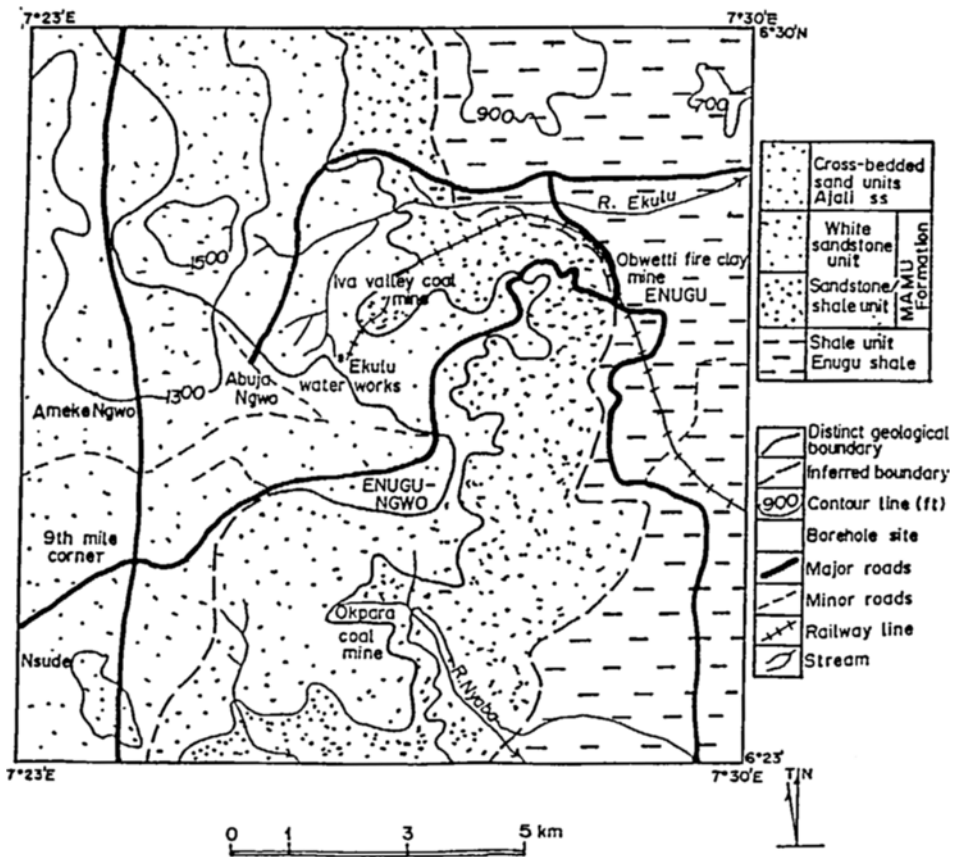 7°23'E
7°30'E
6°30'N
900
700
R. Ekulu
1500
Iva valley coal
mine
Obwetti fire clay
mine
ENUGU
Ekulu
water works
Abuja
Ngwo
1300
Ameke Ngwo
ENUGU-
NGWO
9th mile
corner
Okpara
coal
mine
R. Nyaba
Nsude
7°23'E
7°30'E
6°23'
Cross-bedded
sand units
Ajali ss
White
sandstone
unit
Sandstone/
shale unit
MAMU
Formation
Shale unit
Enugu shale
Distinct geological
boundary
Inferred boundary
900
Contour line (ft)
Borehole site
Major roads
Minor roads
Railway line
Stream
0 1 3 5 km